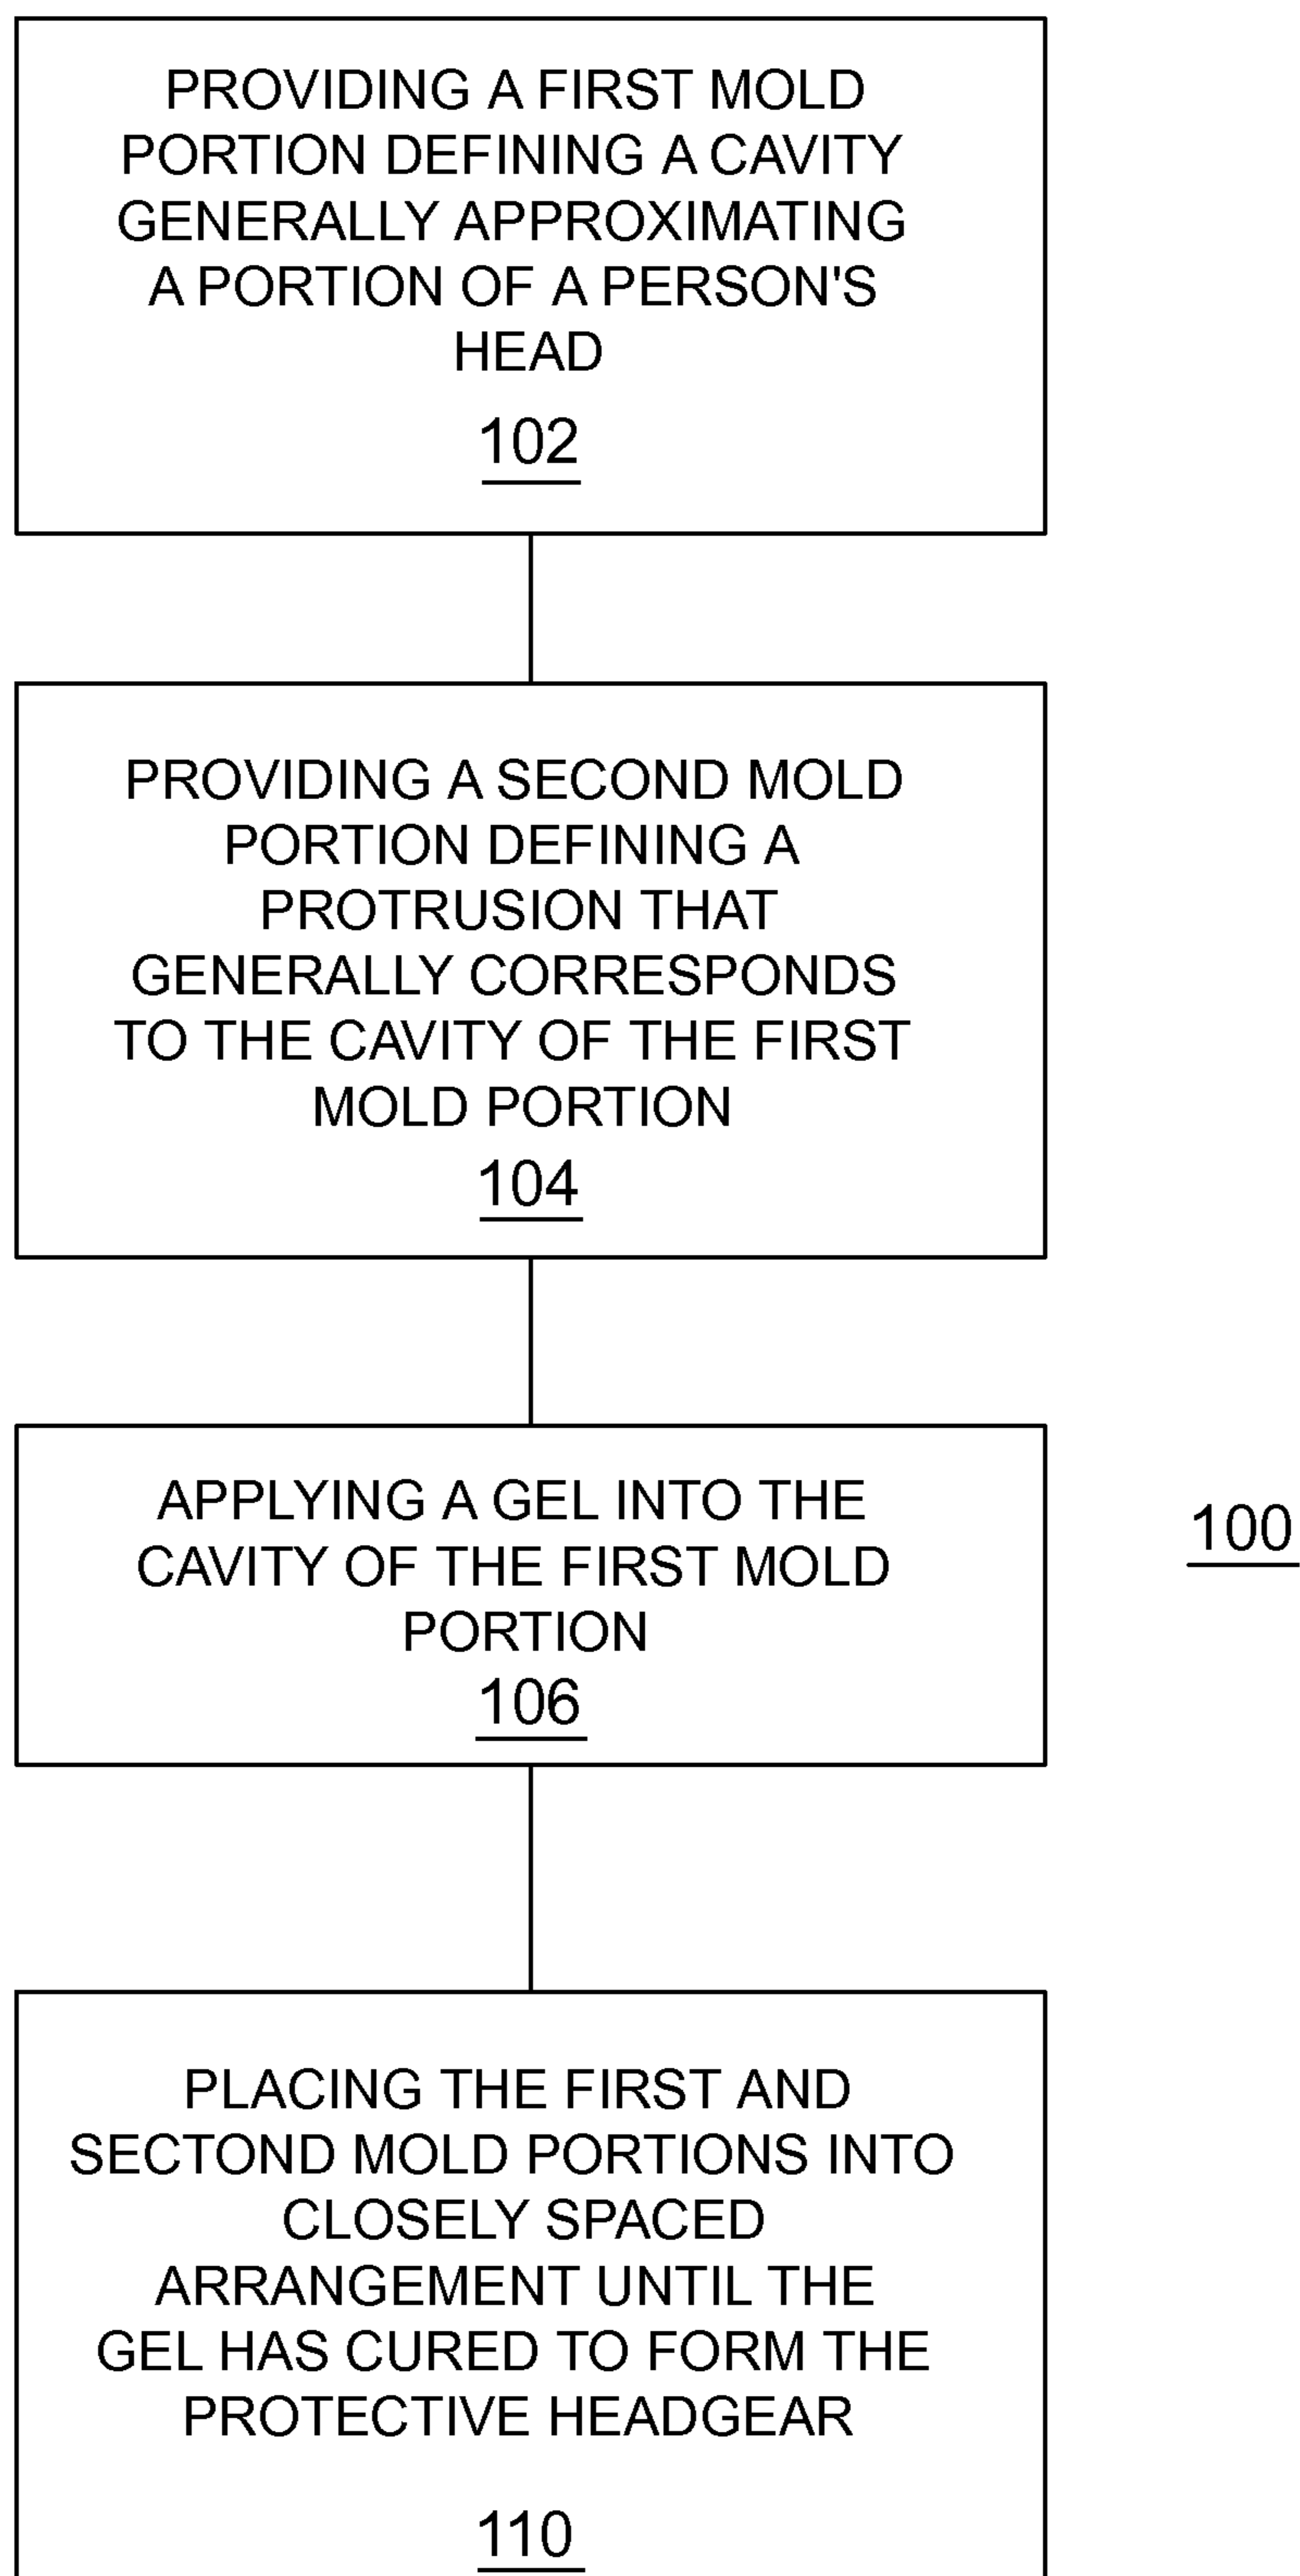 PROVIDING A FIRST MOLD
PORTION DEFINING A CAVITY
GENERALLY APPROXIMATING
A PORTION OF A PERSON'S
HEAD
102
PROVIDING A SECOND MOLD
PORTION DEFINING A
PROTRUSION THAT
GENERALLY CORRESPONDS
TO THE CAVITY OF THE FIRST
MOLD PORTION
104
APPLYING A GEL INTO THE
CAVITY OF THE FIRST MOLD
PORTION
106
100
PLACING THE FIRST AND
SECTOND MOLD PORTIONS INTO
CLOSELY SPACED
ARRANGEMENT UNTIL THE
GEL HAS CURED TO FORM THE
PROTECTIVE HEADGEAR
110